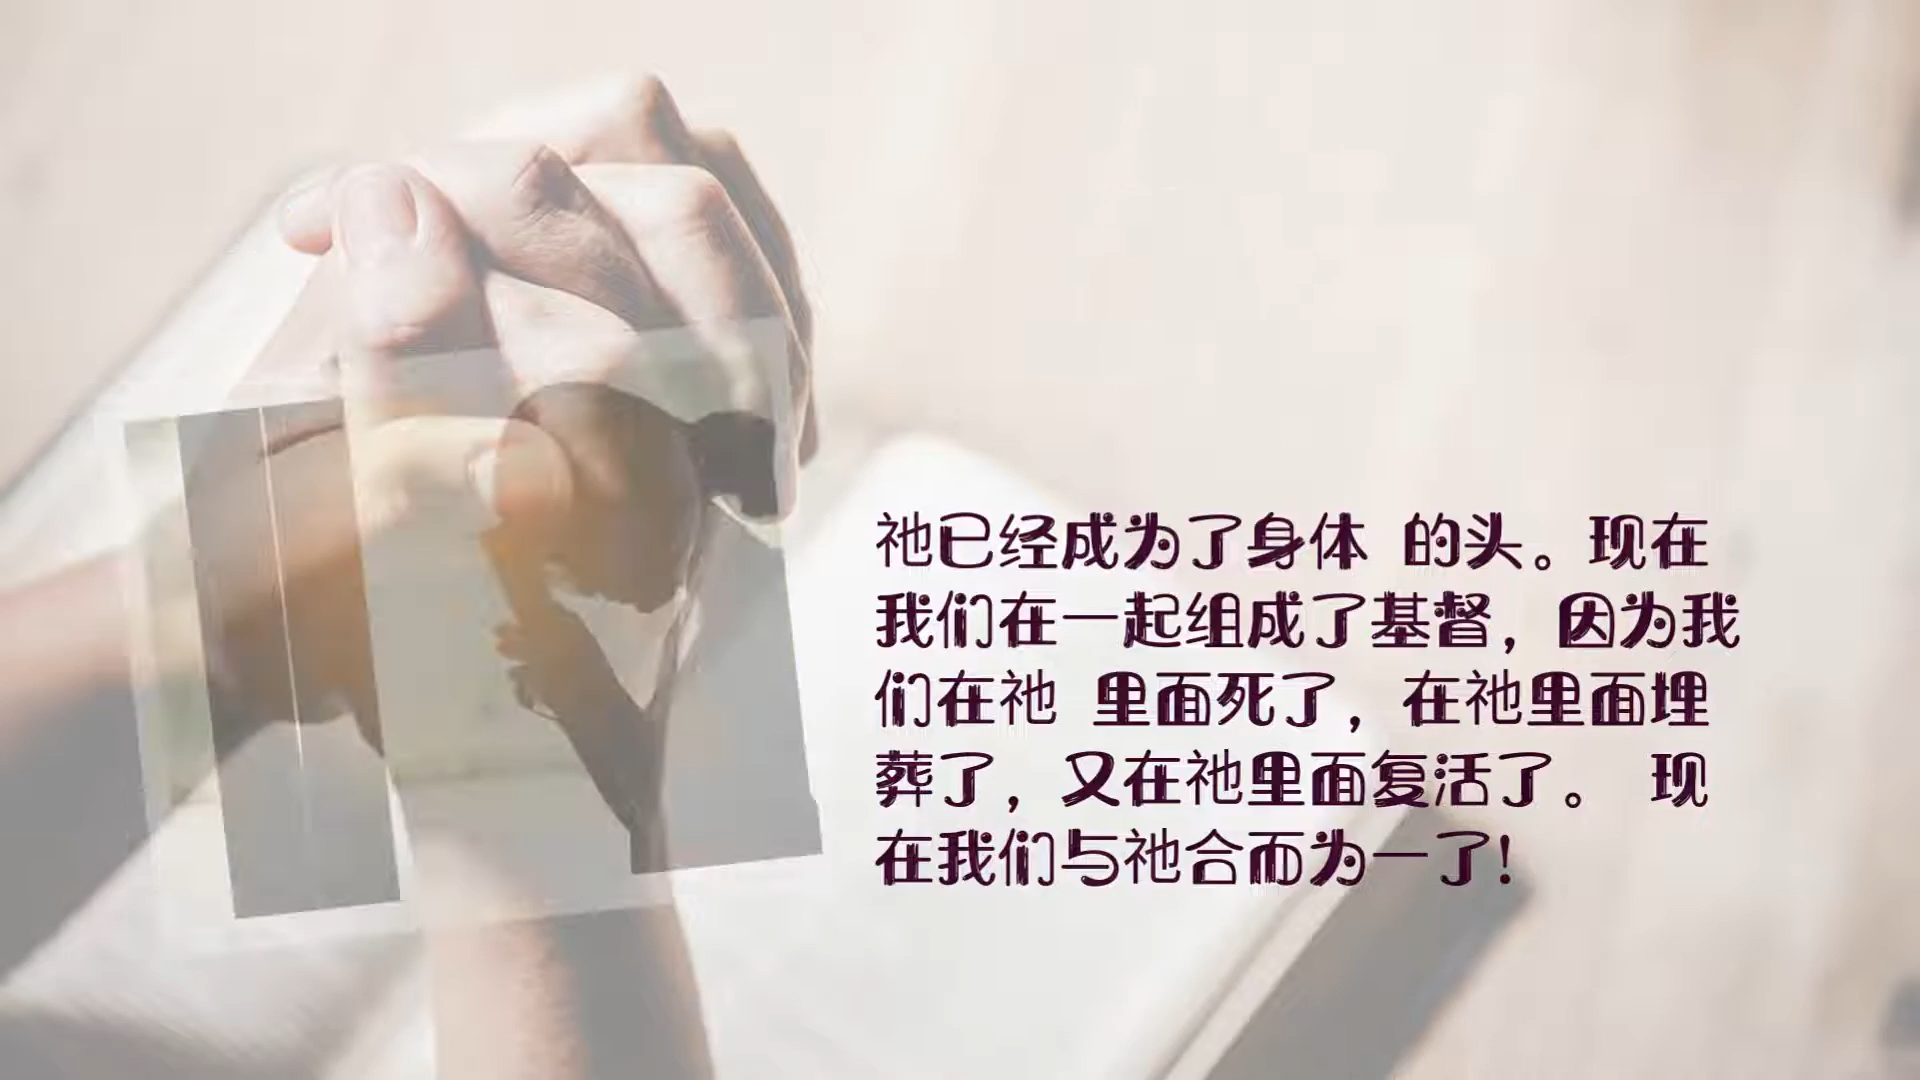 祂已经成为了身体 的头。现在
我们在一起组成了基督，因为我
们在祂 里面死了，在祂里面埋
葬了，又在祂里面复活了。 现
在我们与祂合而为一了!